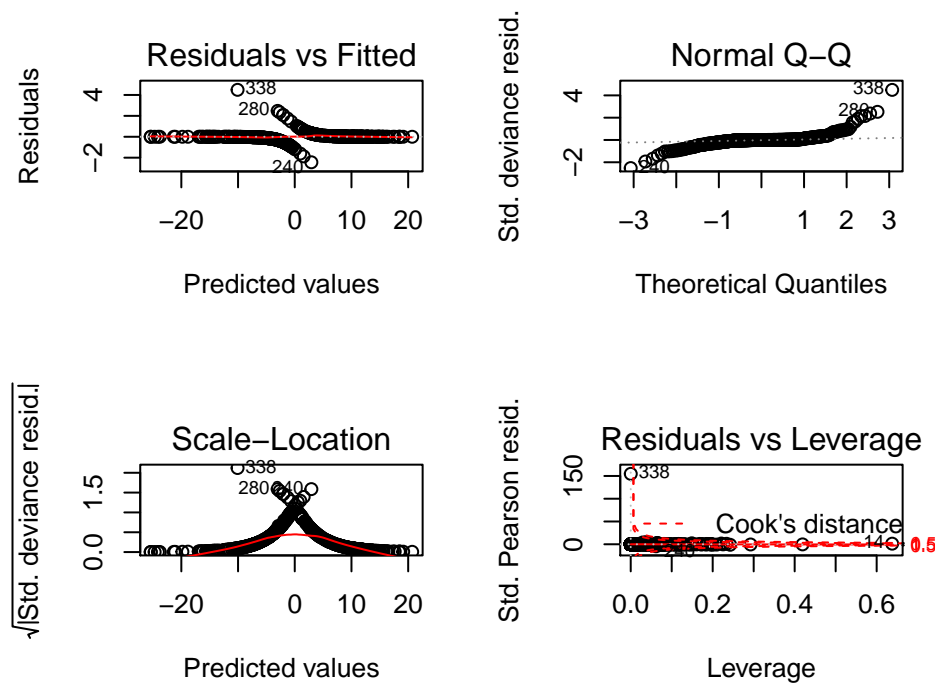 Residuals vs Fitted
Residuals
4
−2
338
280
240
−20
0
10
20
Predicted values
Normal Q−Q
Std. deviance resid.
4
−2
338
280
240
−3
−1
1
2
3
Theoretical Quantiles
Scale−Location
√|Std. deviance resid.|
1.5
0.0
338
280
240
−20
0
10
20
Predicted values
Residuals vs Leverage
Std. Pearson resid.
150
0
338
Cook's distance
14
240
0.5
0.0
0.2
0.4
0.6
Leverage